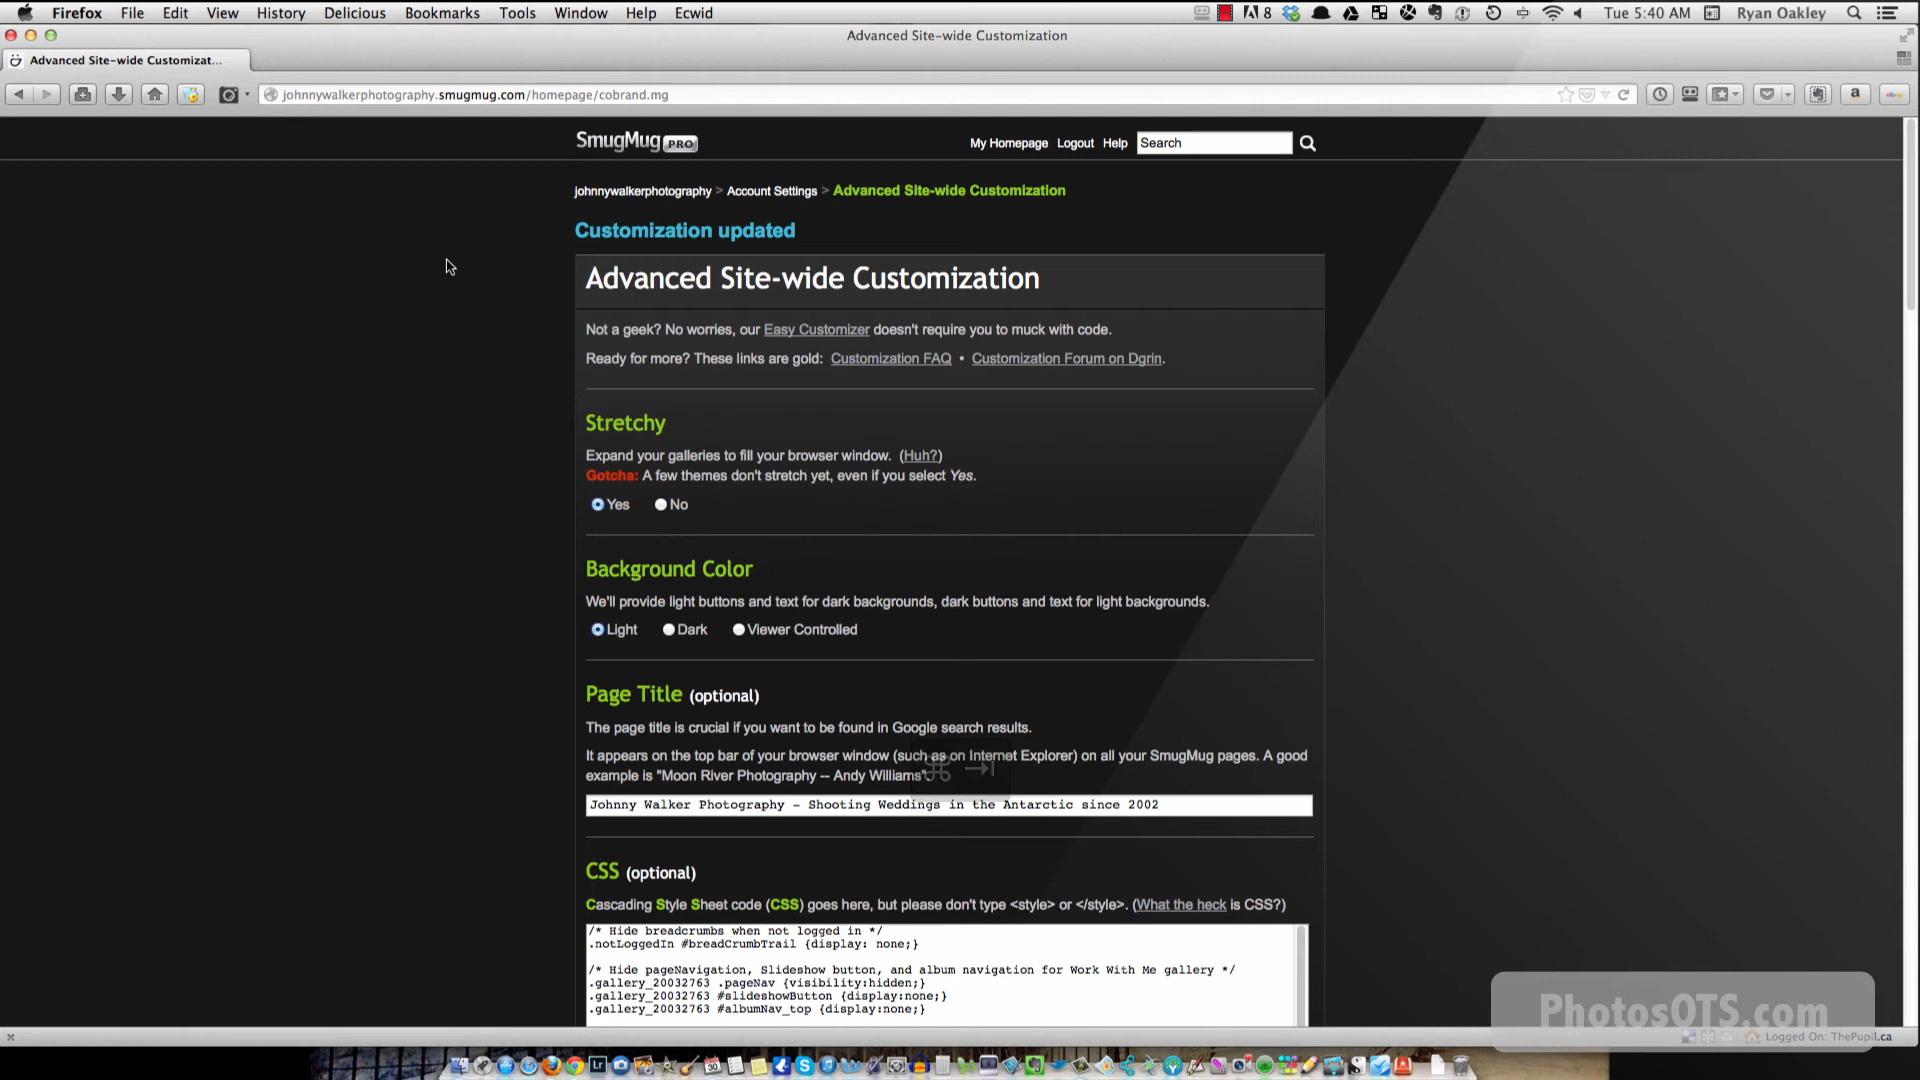 Firefox File Edit View History Delicious Bookmarks Tools Window Help Ecwid 8 Tue 5:40 AM Ryan Oakley
Advanced Site-wide Customization
Advanced Site-wide Customizat...
johnnywalkerphotography.smugmug.com/homepage/cobrand.mg
SmugMug PRO My Homepage Logout Help Search
johnnywalkerphotography > Account Settings > Advanced Site-wide Customization
Customization updated
Advanced Site-wide Customization
Not a geek? No worries, our Easy Customizer doesn't require you to muck with code.
Ready for more? These links are gold: Customization FAQ • Customization Forum on Dgrin.
Stretchy
Expand your galleries to fill your browser window. (Huh?)
Gotcha: A few themes don't stretch yet, even if you select Yes.
Yes No
Background Color
We'll provide light buttons and text for dark backgrounds, dark buttons and text for light backgrounds.
Light Dark Viewer Controlled
Page Title (optional)
The page title is crucial if you want to be found in Google search results.
It appears on the top bar of your browser window (such as on Internet Explorer) on all your SmugMug pages. A good
example is "Moon River Photography -- Andy Williams".
Johnny Walker Photography - Shooting Weddings in the Antarctic since 2002
CSS (optional)
Cascading Style Sheet code (CSS) goes here, but please don't type <style> or </style>. (What the heck is CSS?)
/* Hide breadcrumbs when not logged in */
.notLoggedIn #breadCrumbTrail {display: none;}
/* Hide pageNavigation, Slideshow button, and album navigation for Work With Me gallery */
.gallery_20032763 .pageNav {visibility:hidden;}
.gallery_20032763 #slideshowButton {display:none;}
.gallery_20032763 #albumNav_top {display:none;}
PhotosOTS.com
Logged On: ThePupil.ca